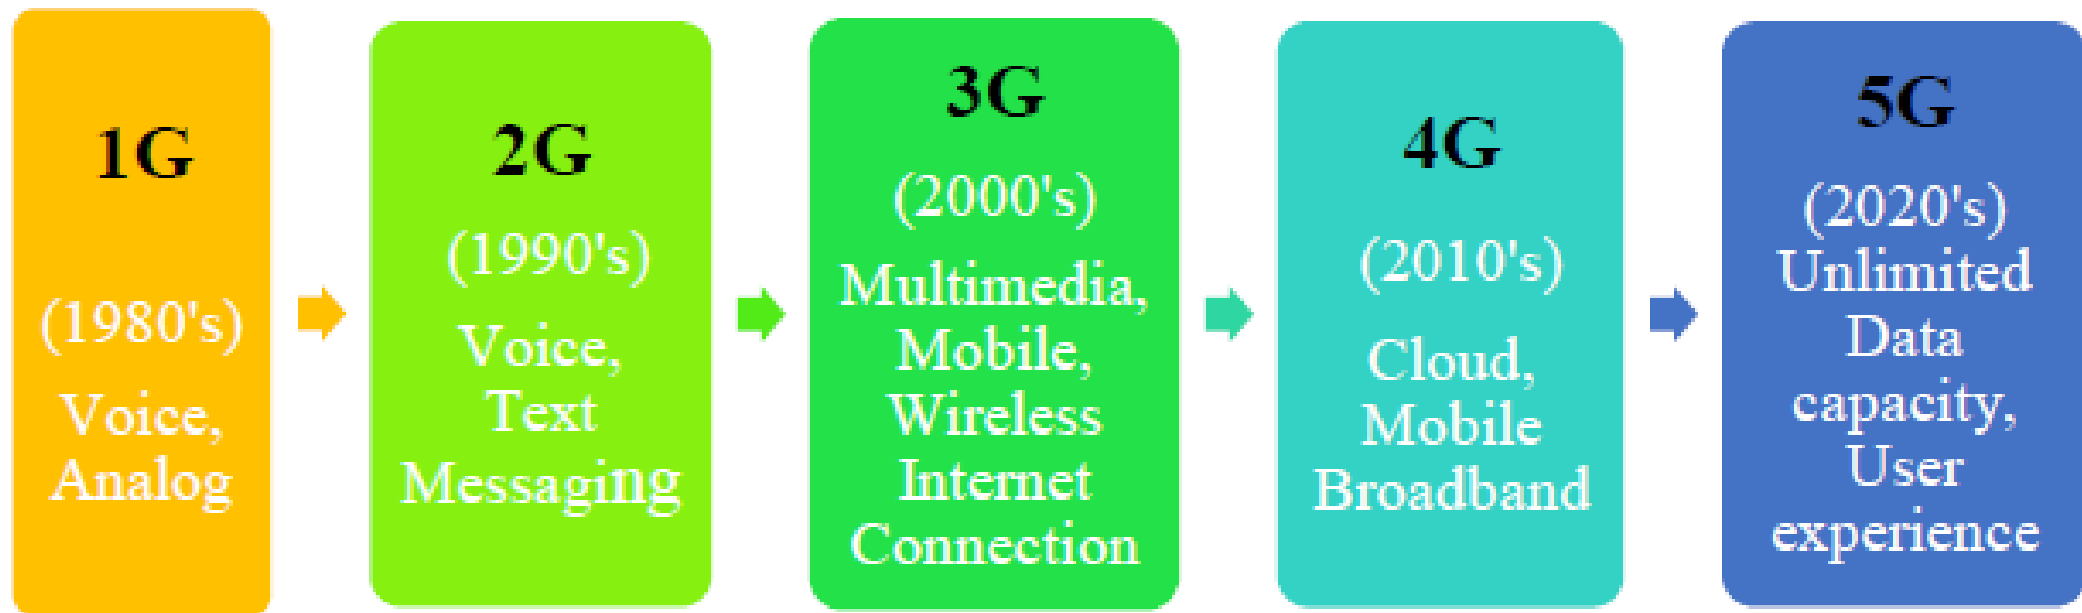 1G
(1980's)
Voice,
Analog
2G
(1990's)
Voice,
Text
Messaging
3G
(2000's)
Multimedia,
Mobile,
Wireless
Internet
Connection
4G
(2010's)
Cloud,
Mobile
Broadband
5G
(2020's)
Unlimited
Data
capacity,
User
experience